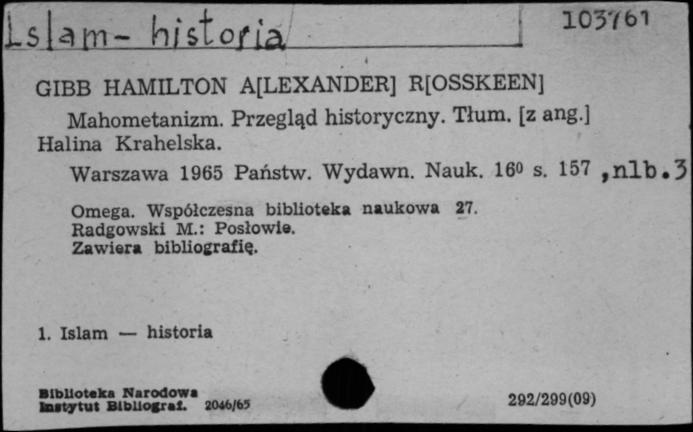 Islam- historia
103761
GIBB HAMILTON A[LEXANDER] R[OSSKEEN]
Mahometanizm. Przegląd historyczny. Tłum. [z ang.]
Halina Krahelska.
Warszawa 1965 Państw. Wydawn. Nauk. 16⁰ s. 157 ,nlb.3
Omega. Współczesna biblioteka naukowa 27.
Radgowski M.: Posłowie.
Zawiera bibliografię.
1. Islam — historia
Biblioteka Narodowa
Instytut Bibliograf. 2046/65
292/299(09)